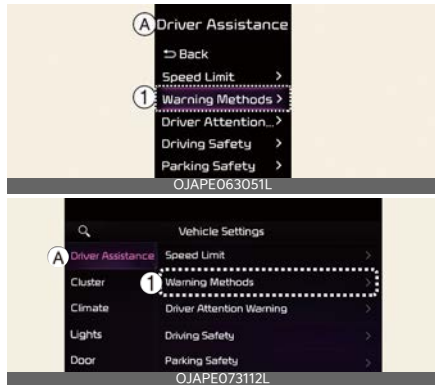 A Driver Assistance
Back
Speed Limit >
1 Warning Methods >
Driver Attention... >
Driving Safety >
Parking Safety >
OJAPE063051L
Vehicle Settings
A Driver Assistance Speed Limit >
Cluster 1 Warning Methods >
Climate Driver Attention Warning >
Lights Driving Safety >
Door Parking Safety >
OJAPE073112L